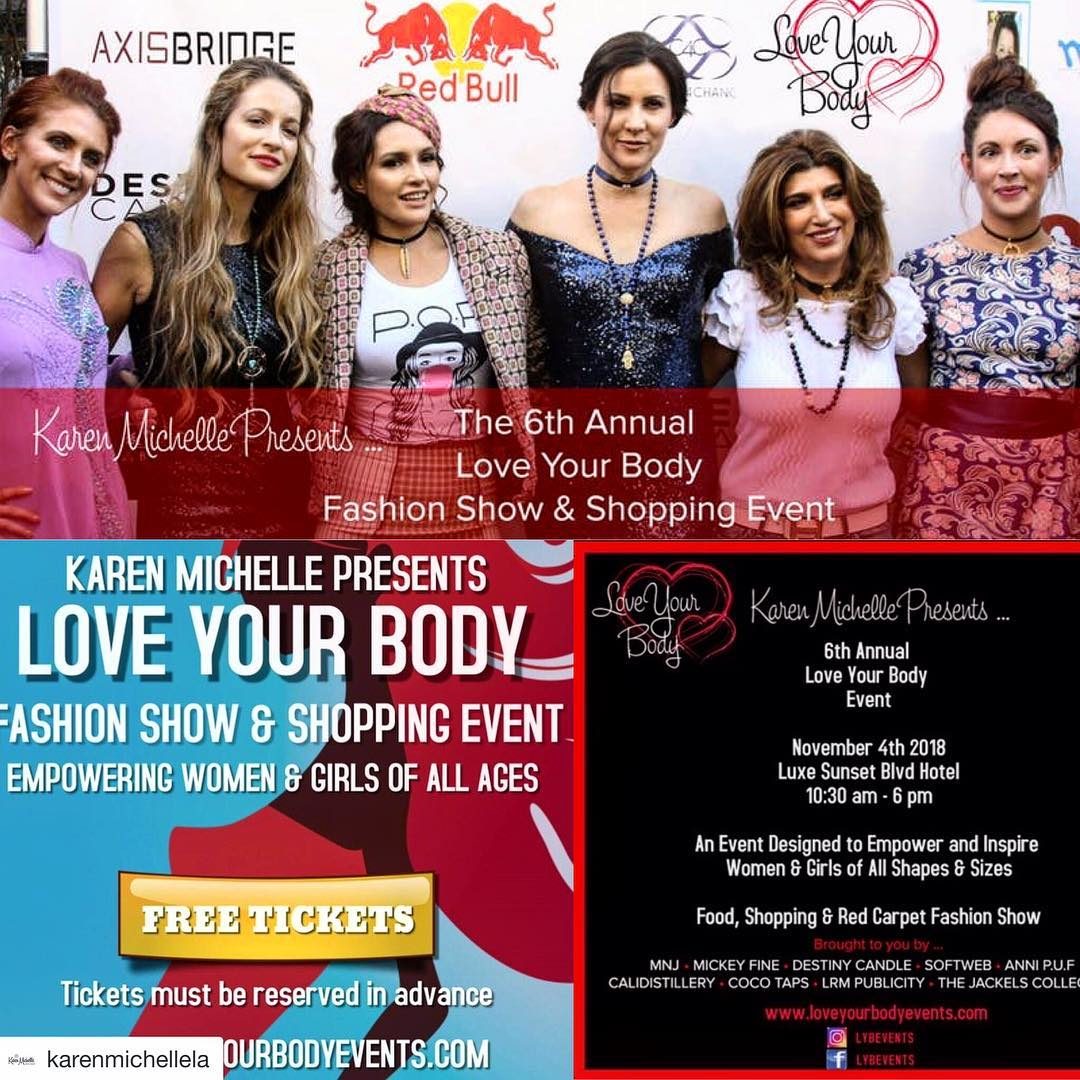 AXISBRIDGE
Red Bull
Love Your
Body
DES
CA
P.O.P
Karen Michelle Presents ...
The 6th Annual
Love Your Body
Fashion Show & Shopping Event
KAREN MICHELLE PRESENTS
LOVE YOUR BODY
FASHION SHOW & SHOPPING EVENT
EMPOWERING WOMEN & GIRLS OF ALL AGES
FREE TICKETS
Tickets must be reserved in advance
OURBODYEVENTS.COM
karenmichellela
Love Your
Body
Karen Michelle Presents ...
6th Annual
Love Your Body
Event
November 4th 2018
Luxe Sunset Blvd Hotel
10:30 am - 6 pm
An Event Designed to Empower and Inspire
Women & Girls of All Shapes & Sizes
Food, Shopping & Red Carpet Fashion Show
Brought to you by ...
MNJ • MICKEY FINE • DESTINY CANDLE • SOFTWEB • ANNI P.U.F
CALIDISTILLERY • COCO TAPS • LRM PUBLICITY • THE JACKELS COLLE
www.loveyourbodyevents.com
LYBEVENTS
LYBEVENTS